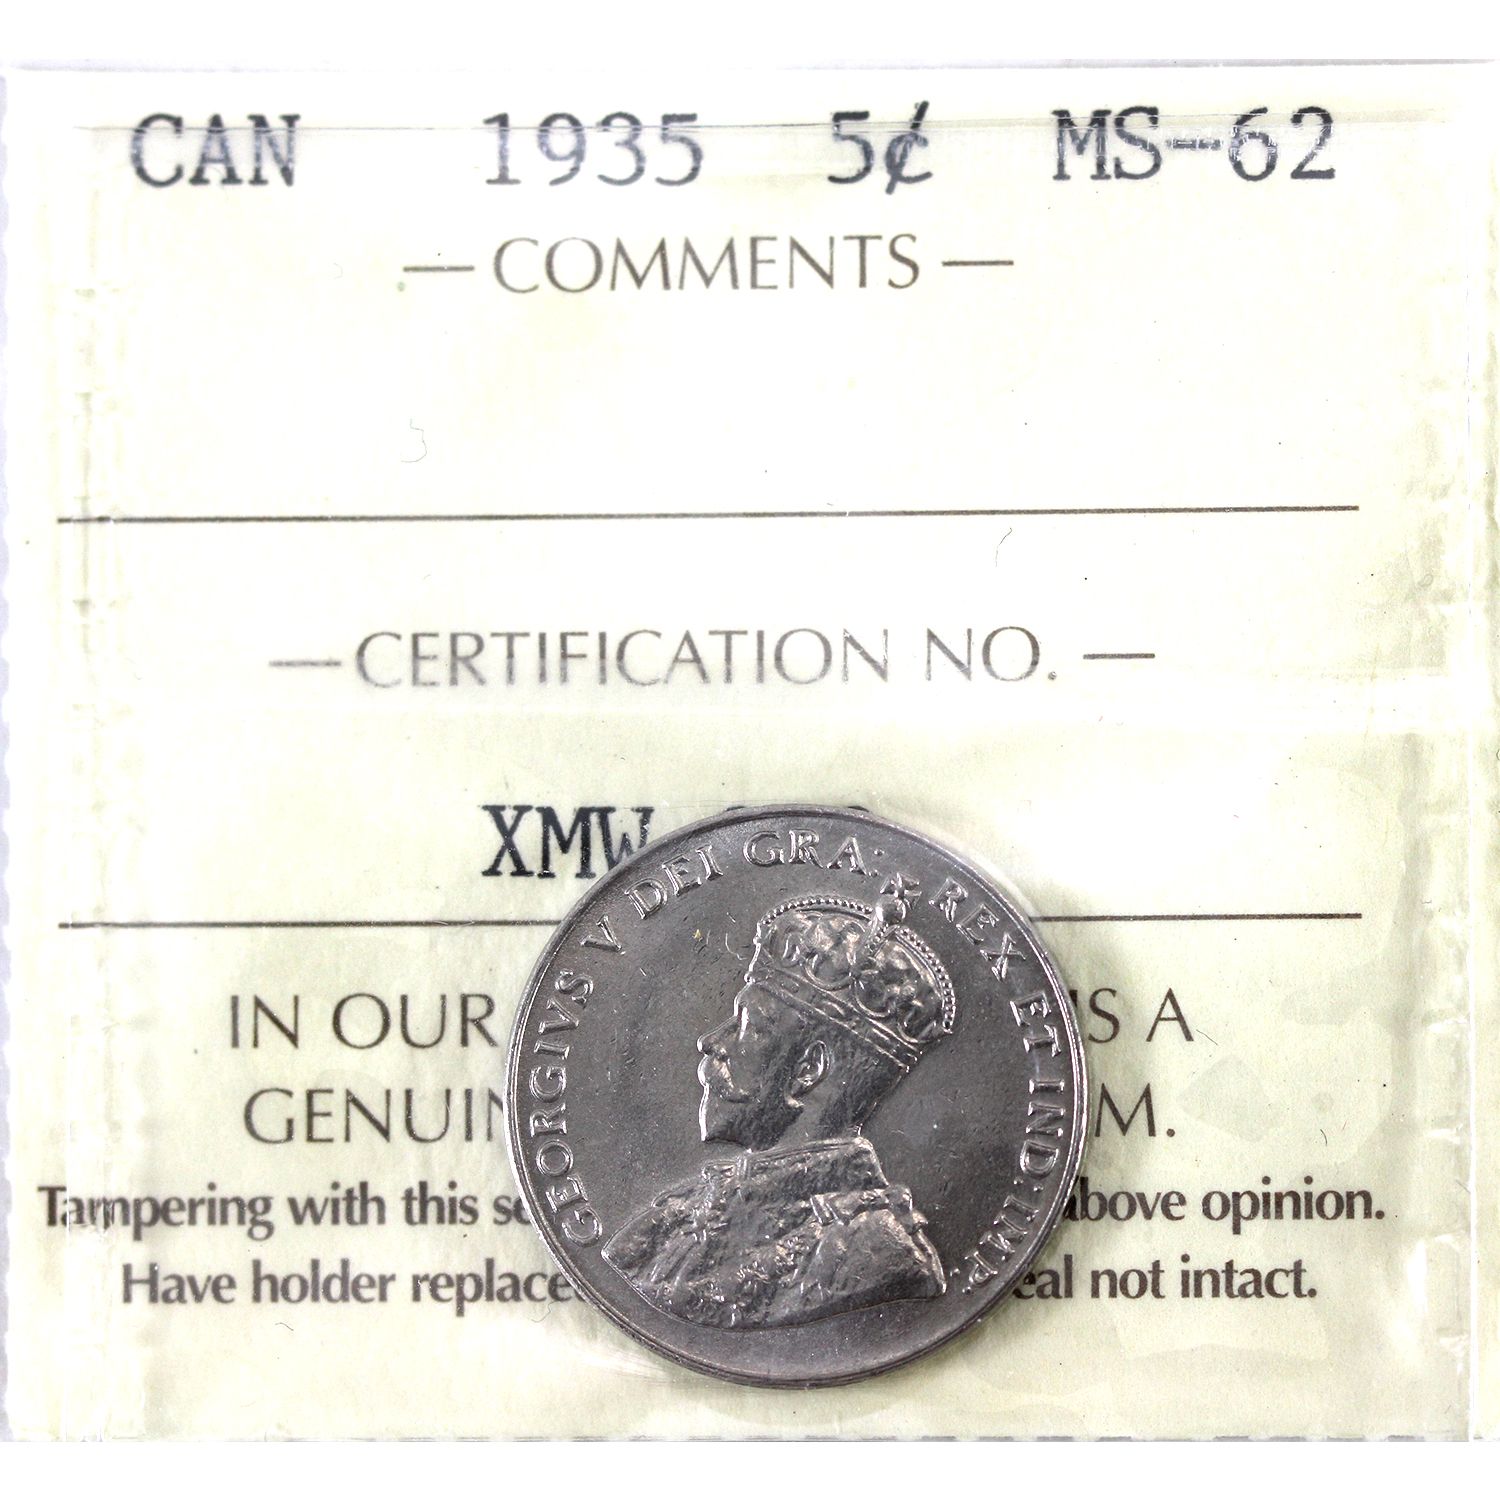 CAN 1935 5¢ MS-62
— COMMENTS —
— CERTIFICATION NO. —
XMW
GEORGIVS V DEI GRA: REX ET IND: IMP.
IN OUR 'S A
GENUIN M.
Tampering with this se above opinion.
Have holder replace eal not intact.